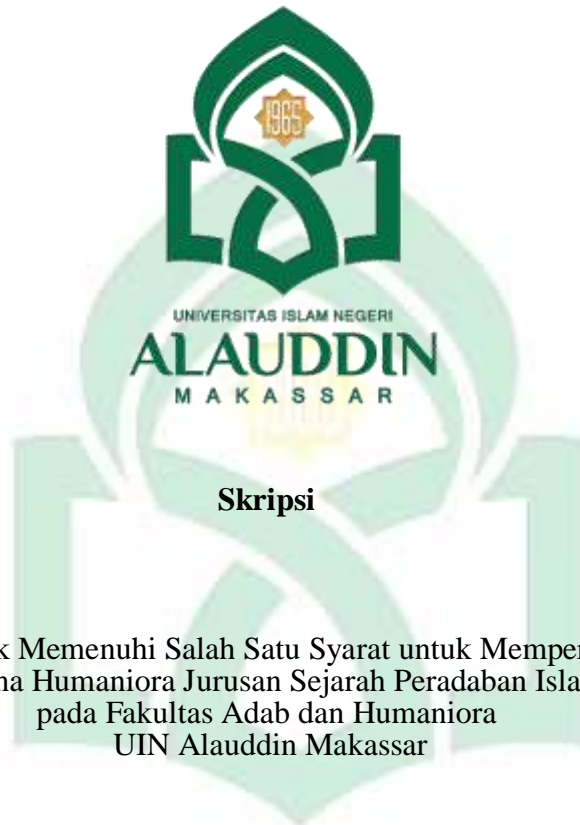 1965
UNIVERSITAS ISLAM NEGERI
ALAUDDIN
MAKASSAR
Skripsi
Memenuhi Salah Satu Syarat untuk
Humaniora Jurusan Sejarah Peradaban
pada Fakultas Adab dan Humaniora
UIN Alauddin Makassar